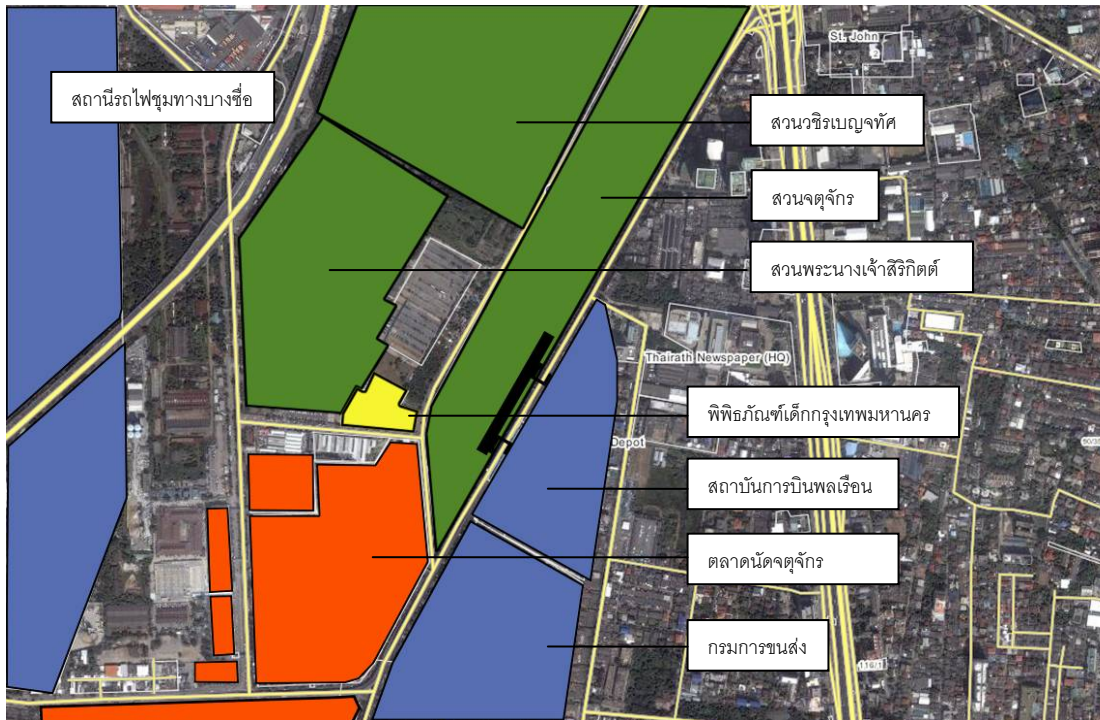 St. John
สถานีรถไฟชุมทางบางซื่อ
สวนวชิรเบญจทัศ
สวนจตุจักร
สวนพระนางเจ้าสิริกิตต์
Thairath Newspaper (HQ)
พิพิธภัณฑ์เด็กกรุงเทพมหานคร
Depot
สถาบันการบินพลเรือน
ตลาดนัดจตุจักร
กรมการขนส่ง
116/1